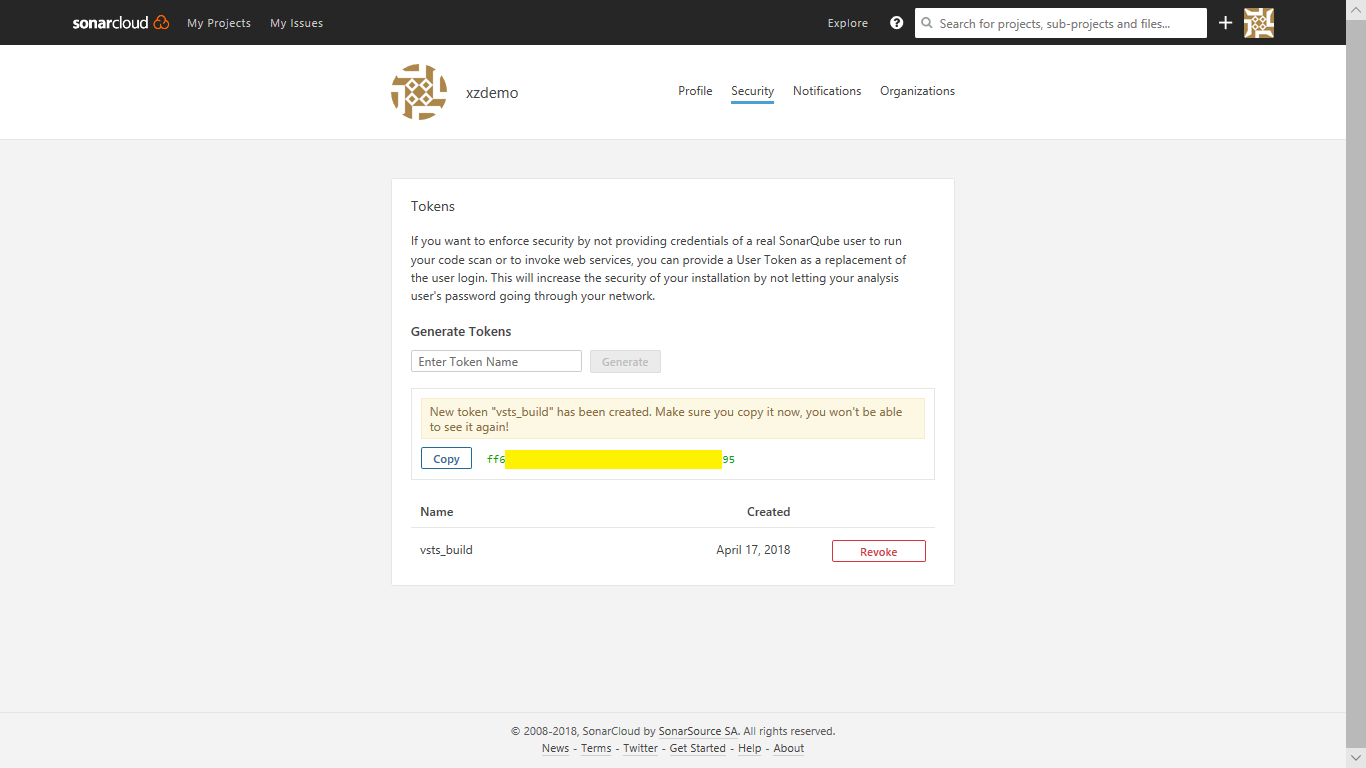 sonarcloud My Projects My Issues Explore ? Search for projects, sub-projects and files... +
xzdemo Profile Security Notifications Organizations
Tokens
If you want to enforce security by not providing credentials of a real SonarQube user to run
your code scan or to invoke web services, you can provide a User Token as a replacement of
the user login. This will increase the security of your installation by not letting your analysis
user's password going through your network.
Generate Tokens
Enter Token Name Generate
New token "vsts_build" has been created. Make sure you copy it now, you won't be able
to see it again!
Copy ff6 95
Name Created
vsts_build April 17, 2018 Revoke
© 2008-2018, SonarCloud by SonarSource SA. All rights reserved.
News - Terms - Twitter - Get Started - Help - About